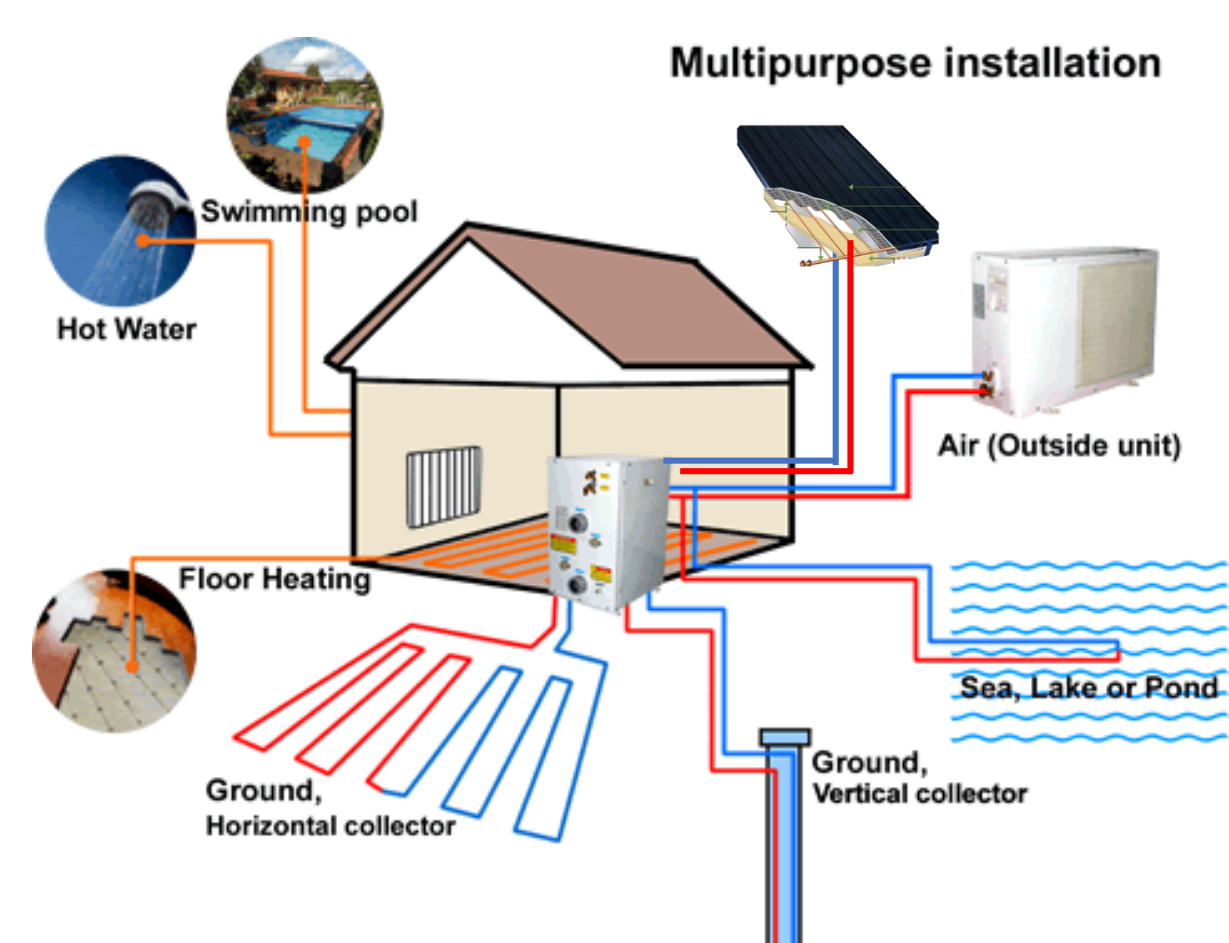 Multipurpose installation
Swimming pool
Hot Water
Air (Outside unit)
Floor Heating
Sea, Lake or Pond
Ground,
Vertical collector
Ground,
Horizontal collector